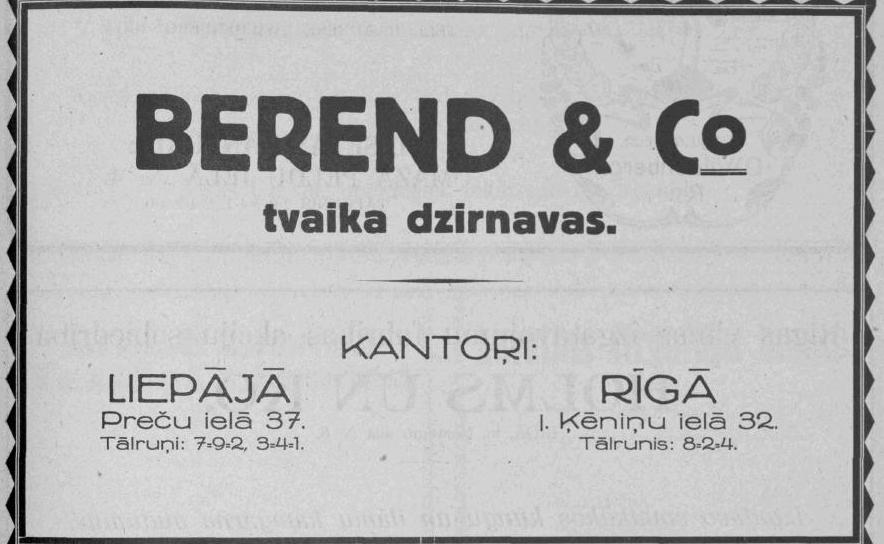 BEREND & Co
tvaika dzirnavas.
KANTOŖI:
LIEPĀJĀ
Preču ielā 37.
Tālruņi: 7=9=2, 3=4=1.
RĪGĀ
I. Ķēniņu ielā 32.
Tālrunis: 8=2=4.